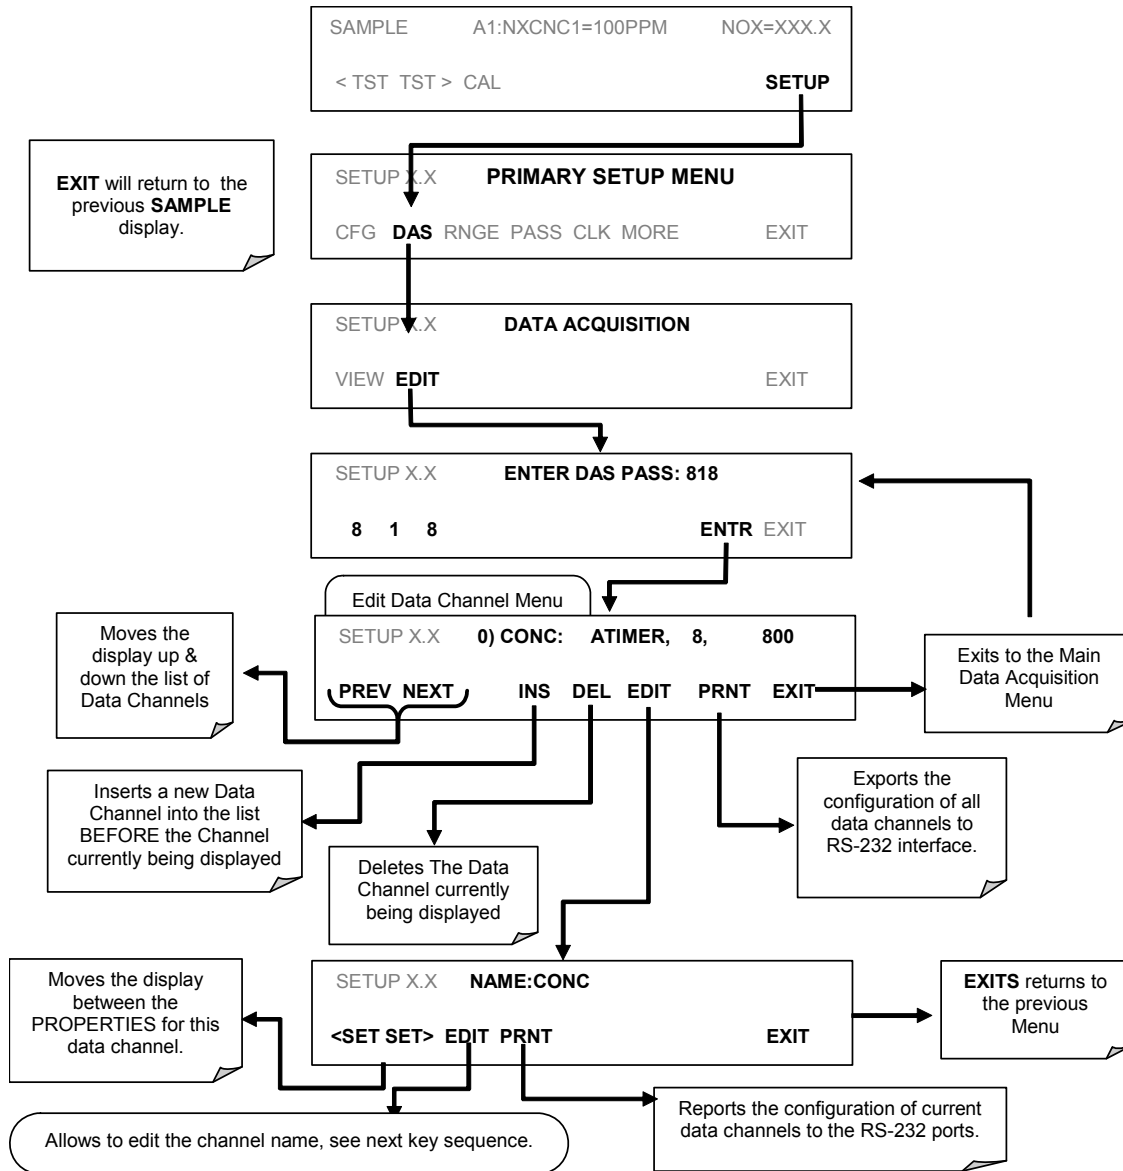 SAMPLE A1:NXCNC1=100PPM NOX=XXX.X
< TST TST > CAL SETUP
EXIT will return to the
previous SAMPLE
display.
SETUP X.X PRIMARY SETUP MENU
CFG DAS RNGE PASS CLK MORE EXIT
SETUP X.X DATA ACQUISITION
VIEW EDIT EXIT
SETUP X.X ENTER DAS PASS: 818
8 1 8 ENTR EXIT
Edit Data Channel Menu
SETUP X.X 0) CONC: ATIMER, 8, 800
PREV NEXT INS DEL EDIT PRNT EXIT
Moves the
display up &
down the list of
Data Channels
Exits to the Main
Data Acquisition
Menu
Inserts a new Data
Channel into the list
BEFORE the Channel
currently being displayed
Deletes The Data
Channel currently
being displayed
Exports the
configuration of all
data channels to
RS-232 interface.
Moves the display
between the
PROPERTIES for this
data channel.
SETUP X.X NAME:CONC
<SET SET> EDIT PRNT EXIT
EXITS returns to
the previous
Menu
Allows to edit the channel name, see next key sequence.
Reports the configuration of current
data channels to the RS-232 ports.